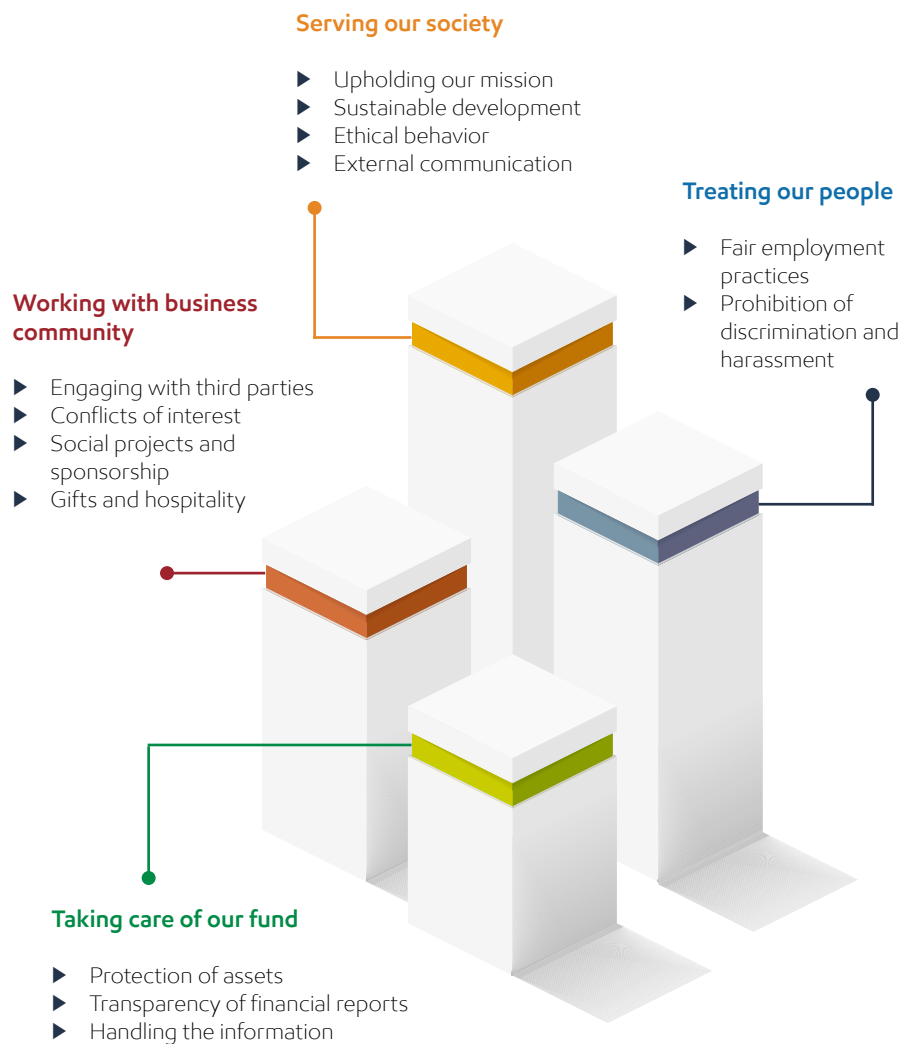 Serving our society
Upholding our mission
Sustainable development
Ethical behavior
External communication
Treating our people
Fair employment
practices
Prohibition of
discrimination and
harassment
Working with business
community
Engaging with third parties
Conflicts of interest
Social projects and
sponsorship
Gifts and hospitality
Taking care of our fund
Protection of assets
Transparency of financial reports
Handling the information